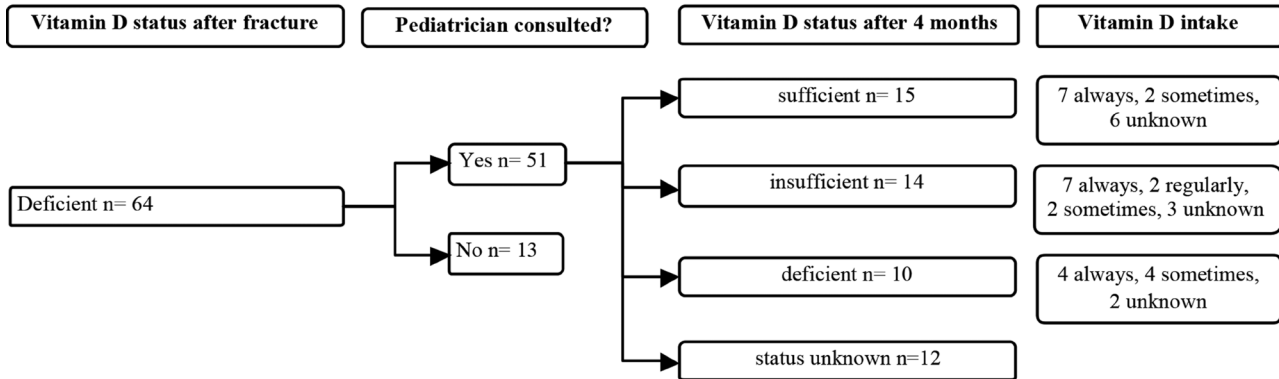 Vitamin D status after fracture
Pediatrician consulted?
Vitamin D status after 4 months
Vitamin D intake
Deficient n= 64
Yes n= 51
No n= 13
sufficient n= 15
7 always, 2 sometimes,
6 unknown
insufficient n= 14
7 always, 2 regularly,
2 sometimes, 3 unknown
deficient n= 10
4 always, 4 sometimes,
2 unknown
status unknown n=12